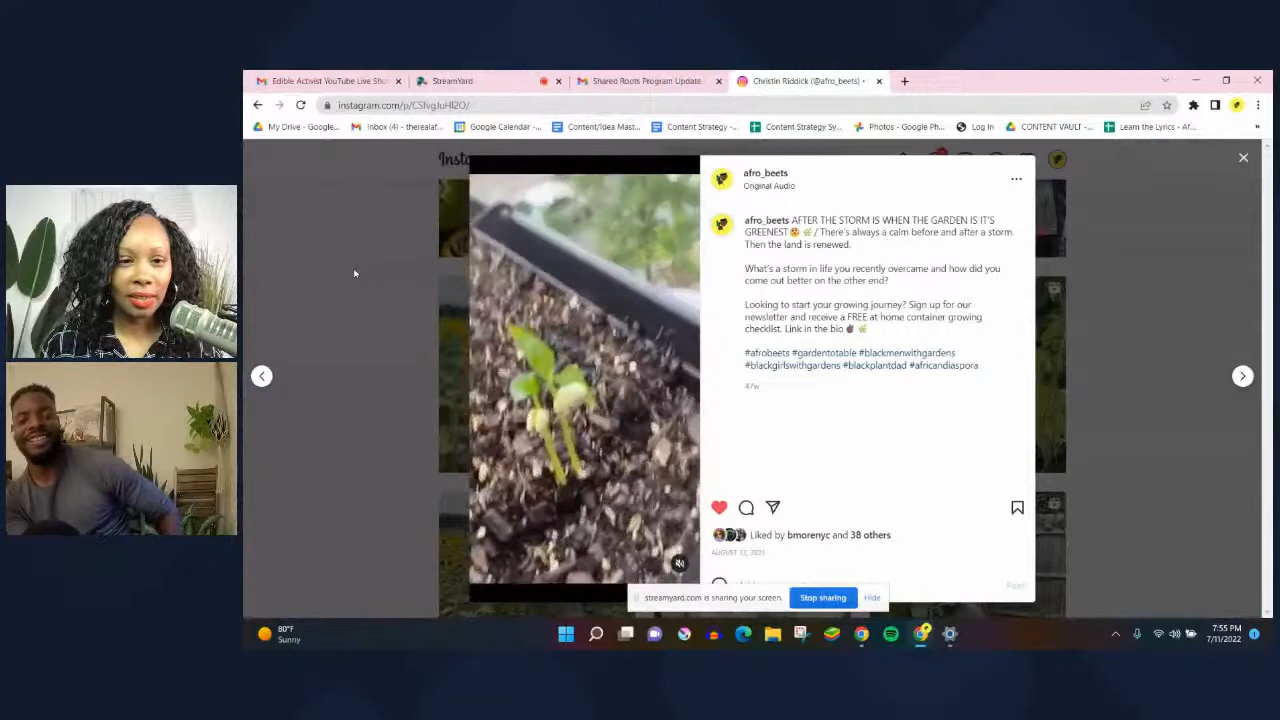 Edible Activist YouTube Live Sho
StreamYard
Shared Roots Program Update
Christin Riddick (@afro_beets) •
instagram.com/p/CSfvgJuHl2O/
My Drive - Google...
Inbox (4) - therealaf...
Google Calendar -...
Content/Idea Mast...
Content Strategy -...
Content Strategy Sy...
Photos - Google Ph...
Log In
CONTENT VAULT -...
Learn the Lyrics - Af...
»
Insta
afro_beets
Original Audio
afro_beets AFTER THE STORM IS WHEN THE GARDEN IS IT'S
GREENEST / There's always a calm before and after a storm.
Then the land is renewed.
What's a storm in life you recently overcame and how did you
come out better on the other end?
Looking to start your growing journey? Sign up for our
newsletter and receive a FREE at home container growing
checklist. Link in the bio
#afrobeets #gardentotable #blackmenwithgardens
#blackgirlswithgardens #blackplantdad #africandiaspora
47w
Liked by bmorenyc and 38 others
AUGUST 12, 2021
Post
streamyard.com is sharing your screen.
Stop sharing
Hide
80°F
Sunny
7:55 PM
7/11/2022
1